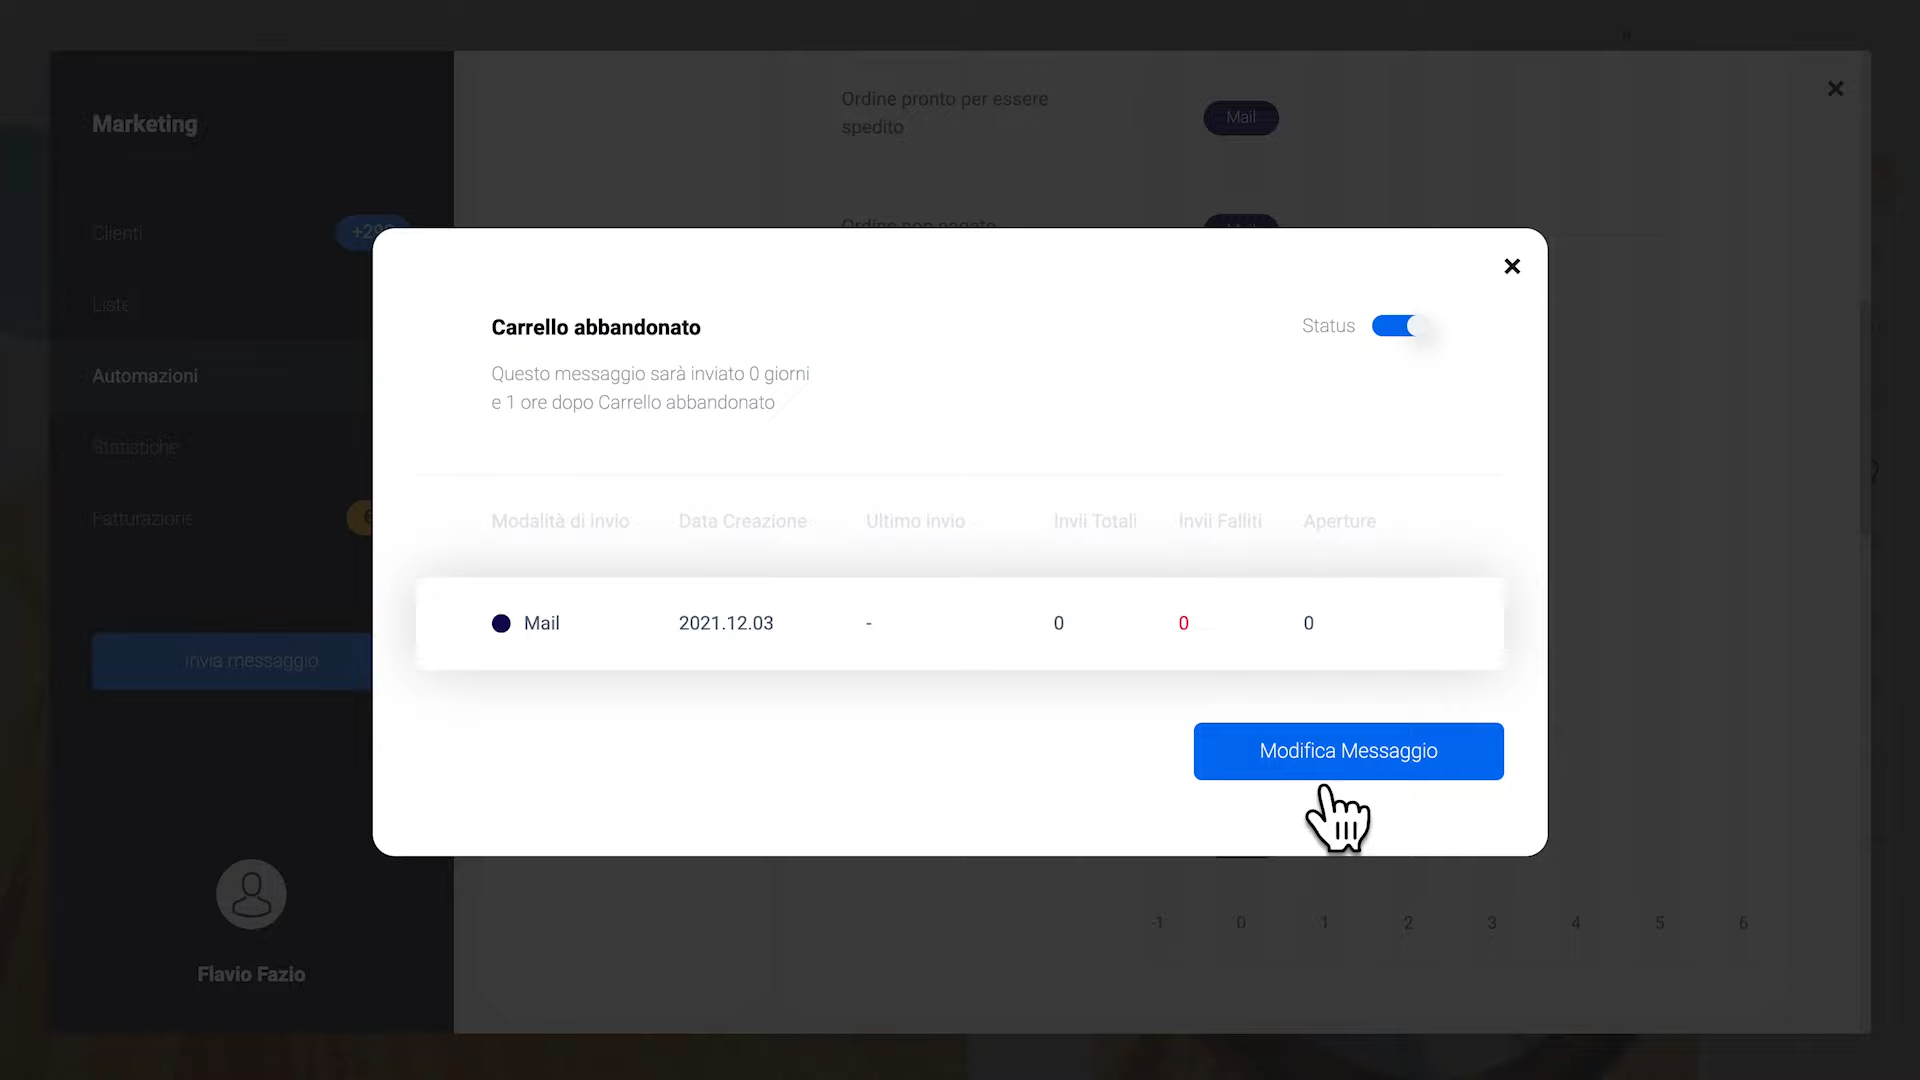 Marketing
Ordine pronto per essere
spedito
Mail
Clienti
Liste
Automazioni
Statistiche
Fatturazione
Invia messaggio
Flavio Fazio
Ordine non pagato
Carrello abbandonato
Status
Questo messaggio sarà inviato 0 giorni
e 1 ore dopo Carrello abbandonato
Modalità di invio Data Creazione Ultimo invio Invii Totali Invii Falliti Aperture
Mail 2021.12.03 - 0 0 0
Modifica Messaggio
-1 0 1 2 3 4 5 6